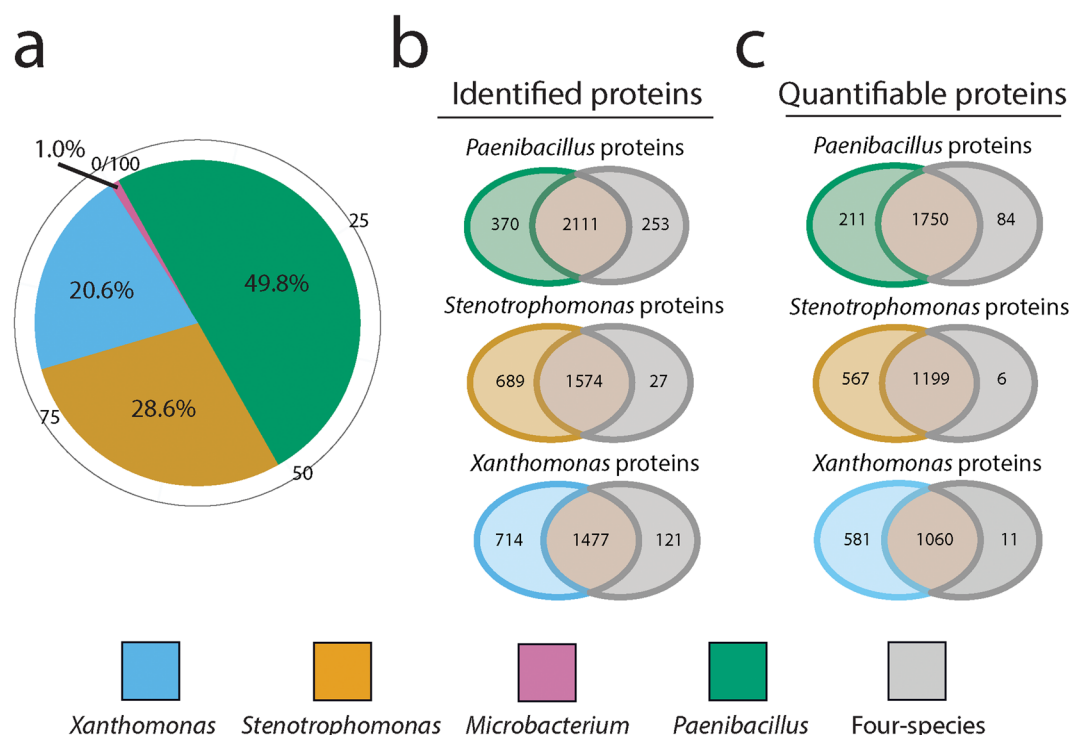 a
1.0%
0/100
25
49.8%
20.6%
28.6%
75
50
b
Identified proteins
Paenibacillus proteins
370 2111 253
Stenotrophomonas proteins
689 1574 27
Xanthomonas proteins
714 1477 121
c
Quantifiable proteins
Paenibacillus proteins
211 1750 84
Stenotrophomonas proteins
567 1199 6
Xanthomonas proteins
581 1060 11
Xanthomonas Stenotrophomonas Microbacterium Paenibacillus Four-species